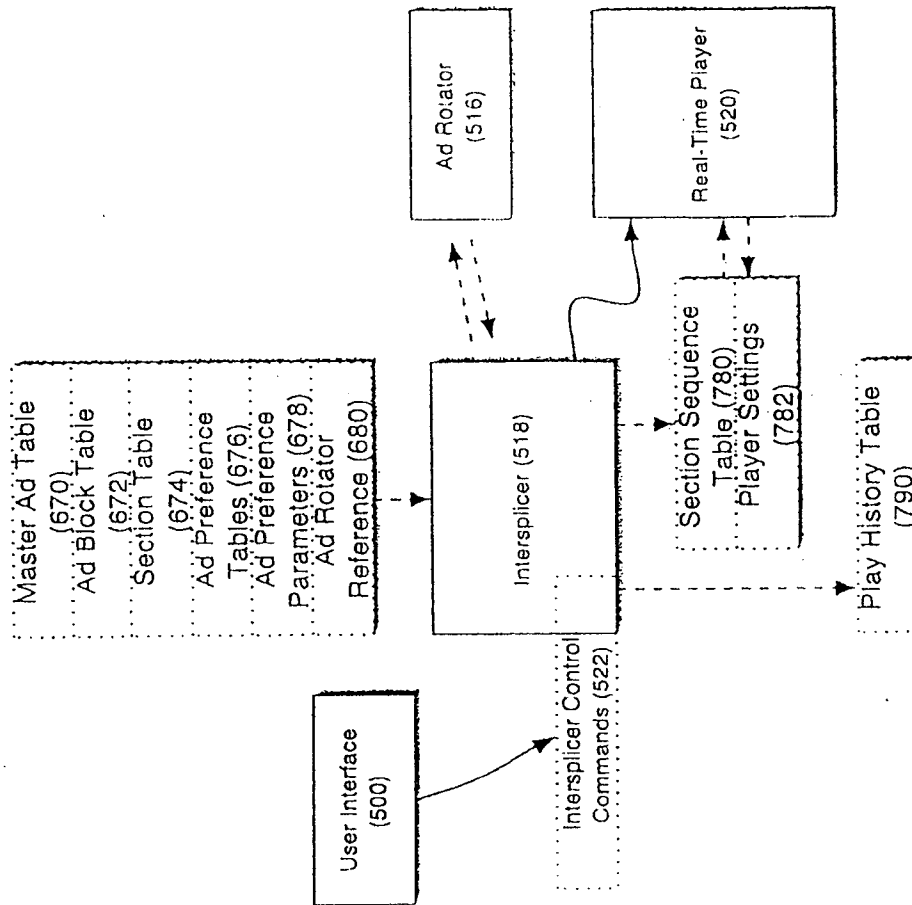 Master Ad Table
(670)
Ad Block Table
(672)
Section Table
(674)
Ad Preference
Tables (676)
Ad Preference
Parameters (678)
Ad Rotator
Reference (680)
User Interface
(500)
Intersplicer Control
Commands (522)
Intersplicer (518)
Ad Rotator
(516)
Real-Time Player
(520)
Section Sequence
Table (780)
Player Settings
(782)
Play History Table
(790)